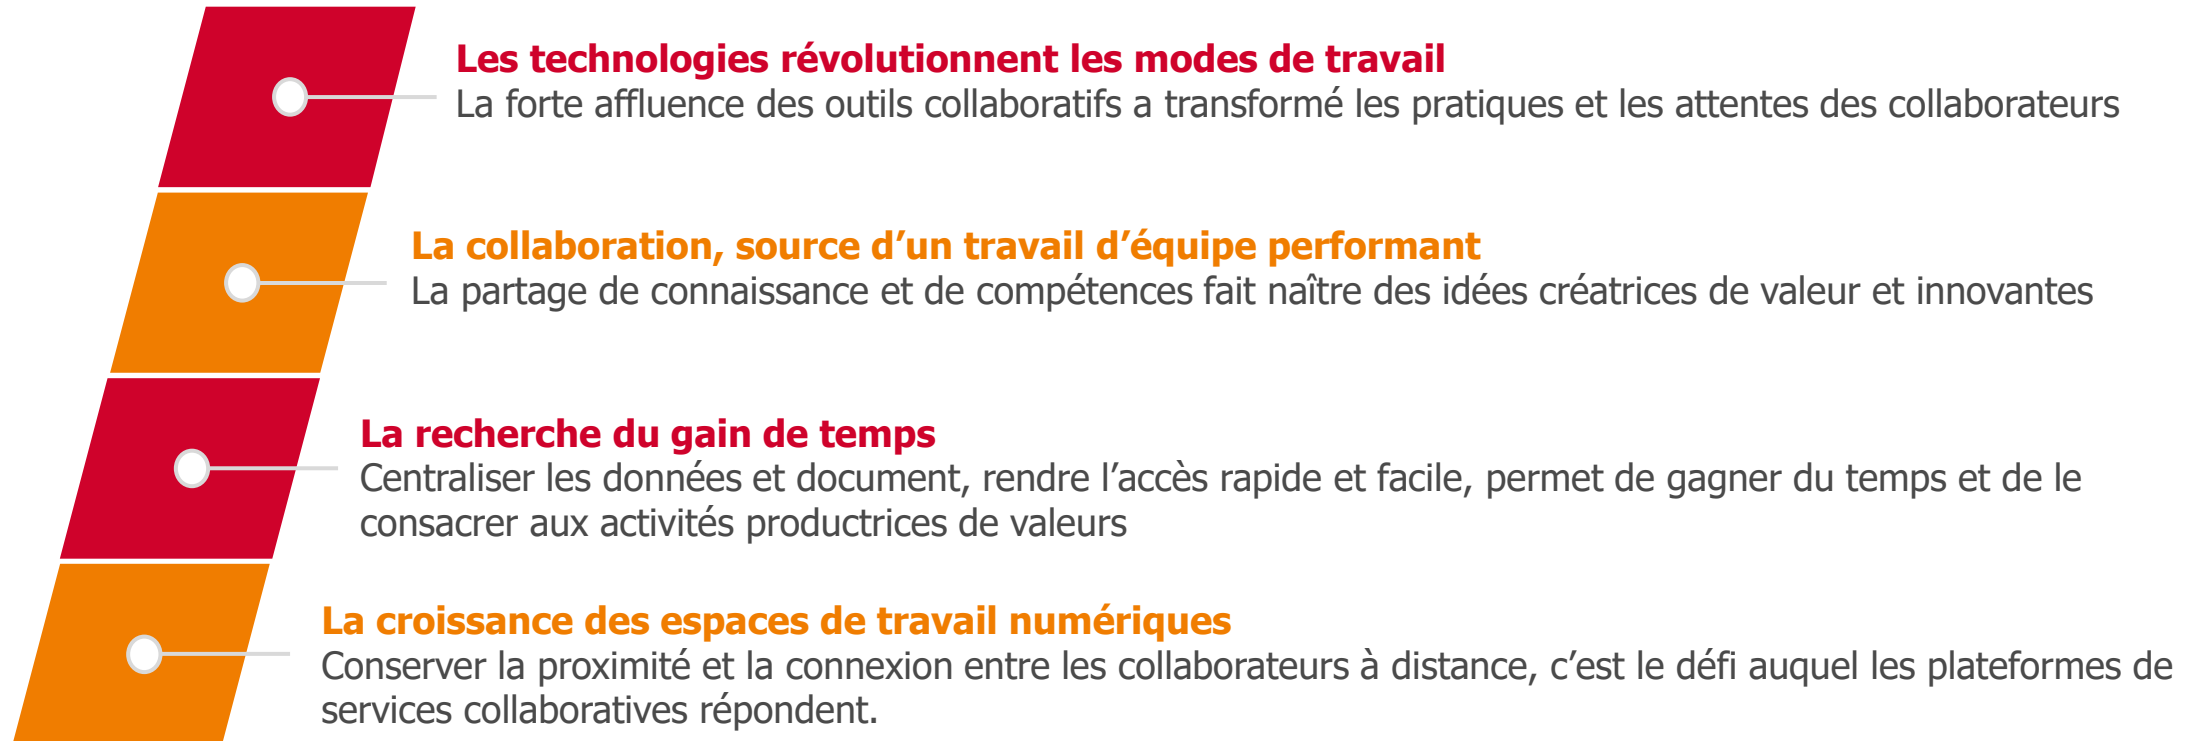 Les technologies révolutionnent les modes de travail
La forte affluence des outils collaboratifs a transformé les pratiques et les attentes des collaborateurs
La collaboration, source d’un travail d’équipe performant
La partage de connaissance et de compétences fait naître des idées créatrices de valeur et innovantes
La recherche du gain de temps
Centraliser les données et document, rendre l’accès rapide et facile, permet de gagner du temps et de le
consacrer aux activités productrices de valeurs
La croissance des espaces de travail numériques
Conserver la proximité et la connexion entre les collaborateurs à distance, c’est le défi auquel les plateformes de
services collaboratives répondent.